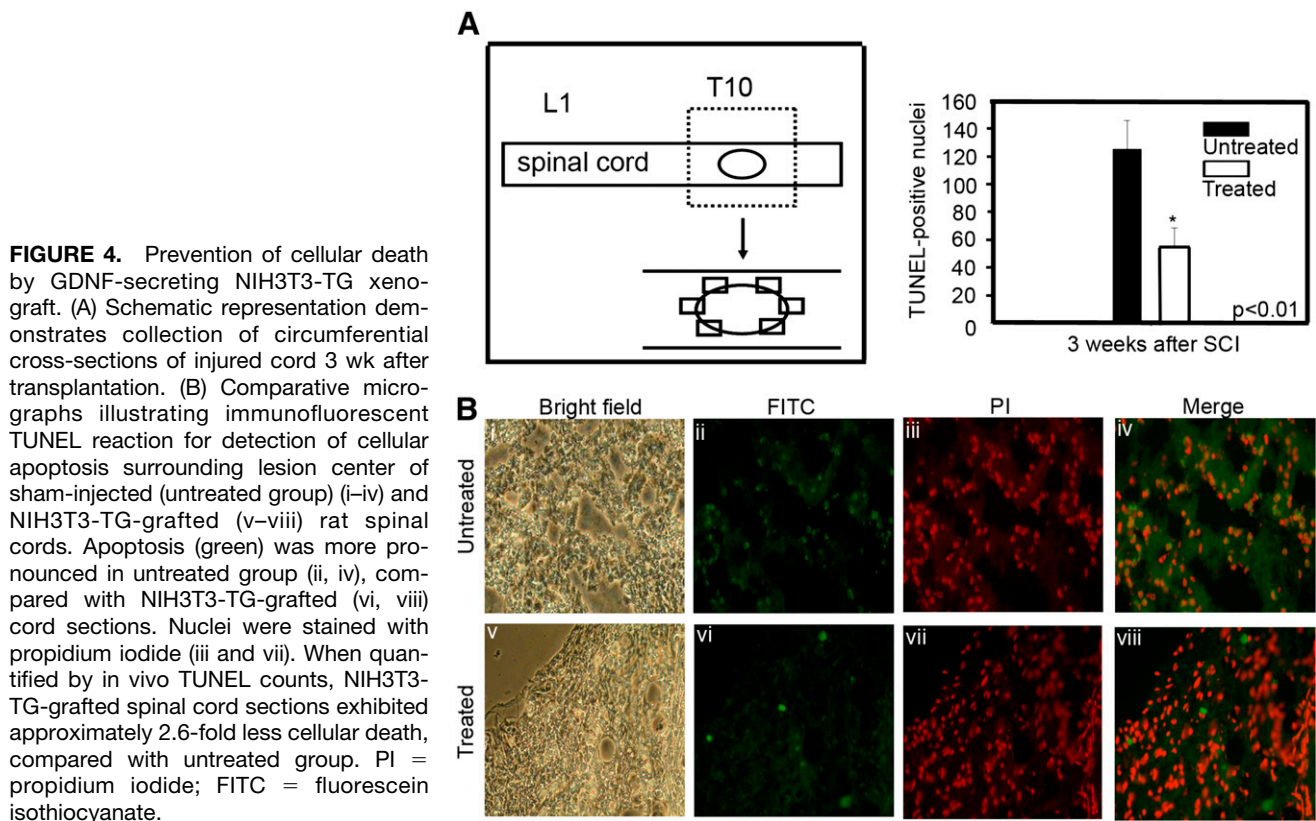 FIGURE 4. Prevention of cellular death
by GDNF-secreting NIH3T3-TG xeno-
graft. (A) Schematic representation dem-
onstrates collection of circumferential
cross-sections of injured cord 3 wk after
transplantation. (B) Comparative micro-
graphs illustrating immunofluorescent
TUNEL reaction for detection of cellular
apoptosis surrounding lesion center of
sham-injected (untreated group) (i–iv) and
NIH3T3-TG-grafted (v–viii) rat spinal
cords. Apoptosis (green) was more pro-
nounced in untreated group (ii, iv), com-
pared with NIH3T3-TG-grafted (vi, viii)
cord sections. Nuclei were stained with
propidium iodide (iii and vii). When quan-
tified by in vivo TUNEL counts, NIH3T3-
TG-grafted spinal cord sections exhibited
approximately 2.6-fold less cellular death,
compared with untreated group. PI =
propidium iodide; FITC = fluorescein
isothiocyanate.
A
L1
T10
spinal cord
TUNEL-positive nuclei
160
140
120
100
80
60
40
20
0
Untreated
Treated
*
p<0.01
3 weeks after SCI
B
Bright field
FITC
PI
Merge
Untreated
i
ii
iii
iv
Treated
v
vi
vii
viii